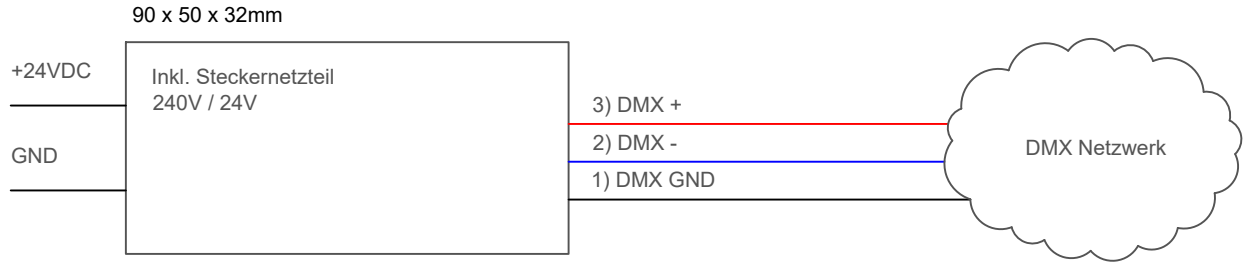 90 x 50 x 32mm
+24VDC
Inkl. Steckernetzteil
240V / 24V
3) DMX +
2) DMX -
GND
1) DMX GND
DMX Netzwerk